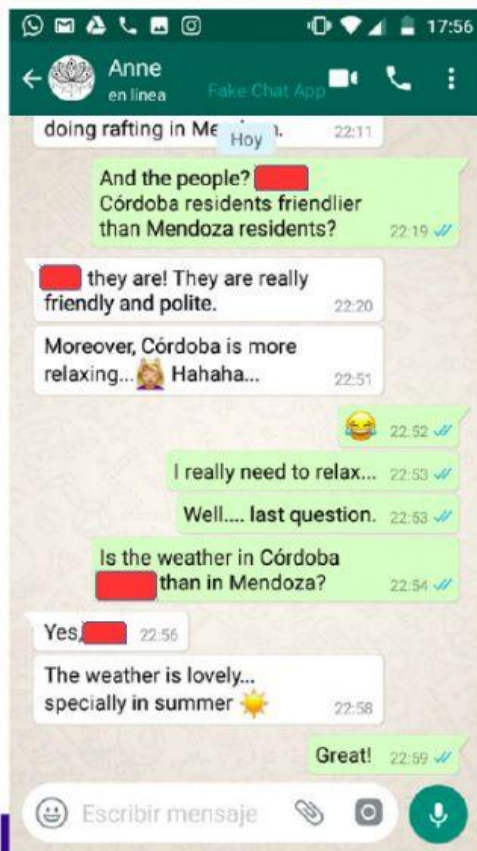 17:56
Anne
en línea
Fake Chat App
doing rafting in 22:11
Hoy
And the people?
Córdoba residents friendlier
than Mendoza residents? 22:19
they are! They are really
friendly and polite. 22:20
Moreover, Córdoba is more
relaxing... Hahaha... 22:51
22:52
I really need to relax... 22:53
Well.... last question. 22:53
Is the weather in Córdoba
than in Mendoza? 22:54
Yes, 22:56
The weather is lovely...
specially in summer 22:58
Great! 22:59
Escribir mensaje